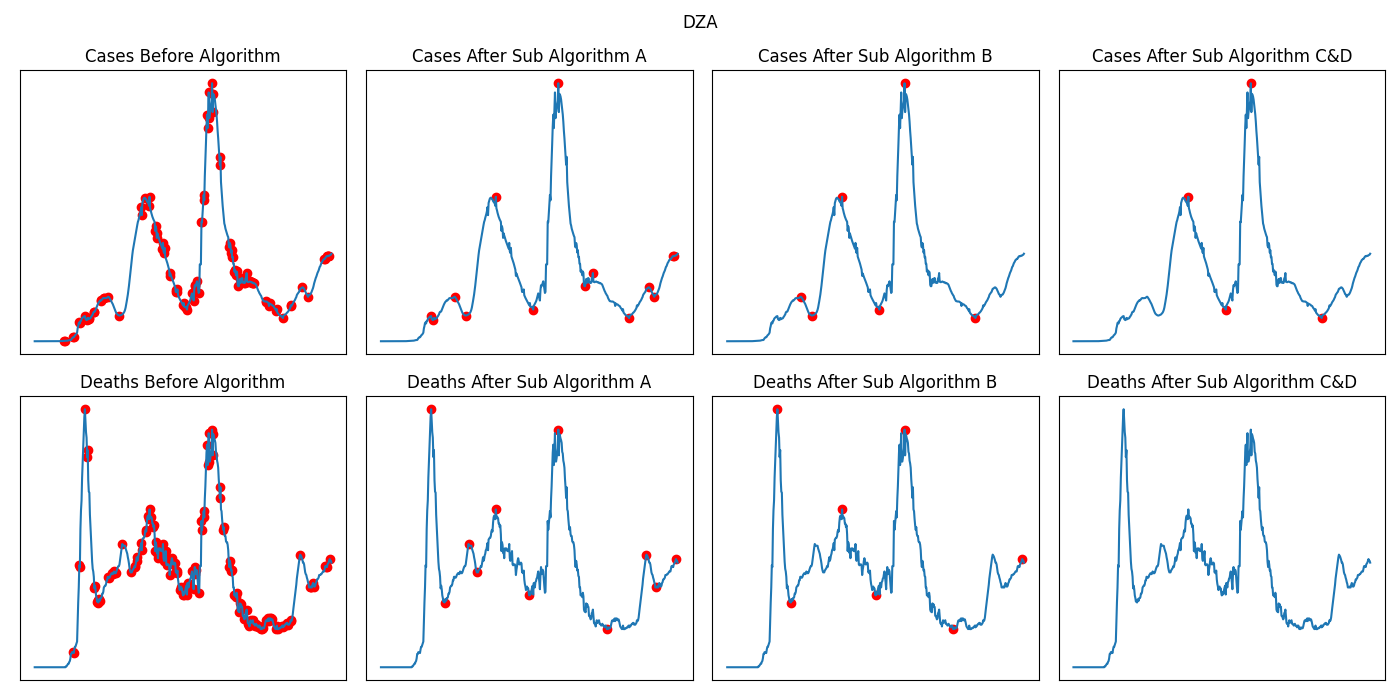 DZA
Cases Before Algorithm
Cases After Sub Algorithm A
Cases After Sub Algorithm B
Cases After Sub Algorithm C&D
Deaths Before Algorithm
Deaths After Sub Algorithm A
Deaths After Sub Algorithm B
Deaths After Sub Algorithm C&D